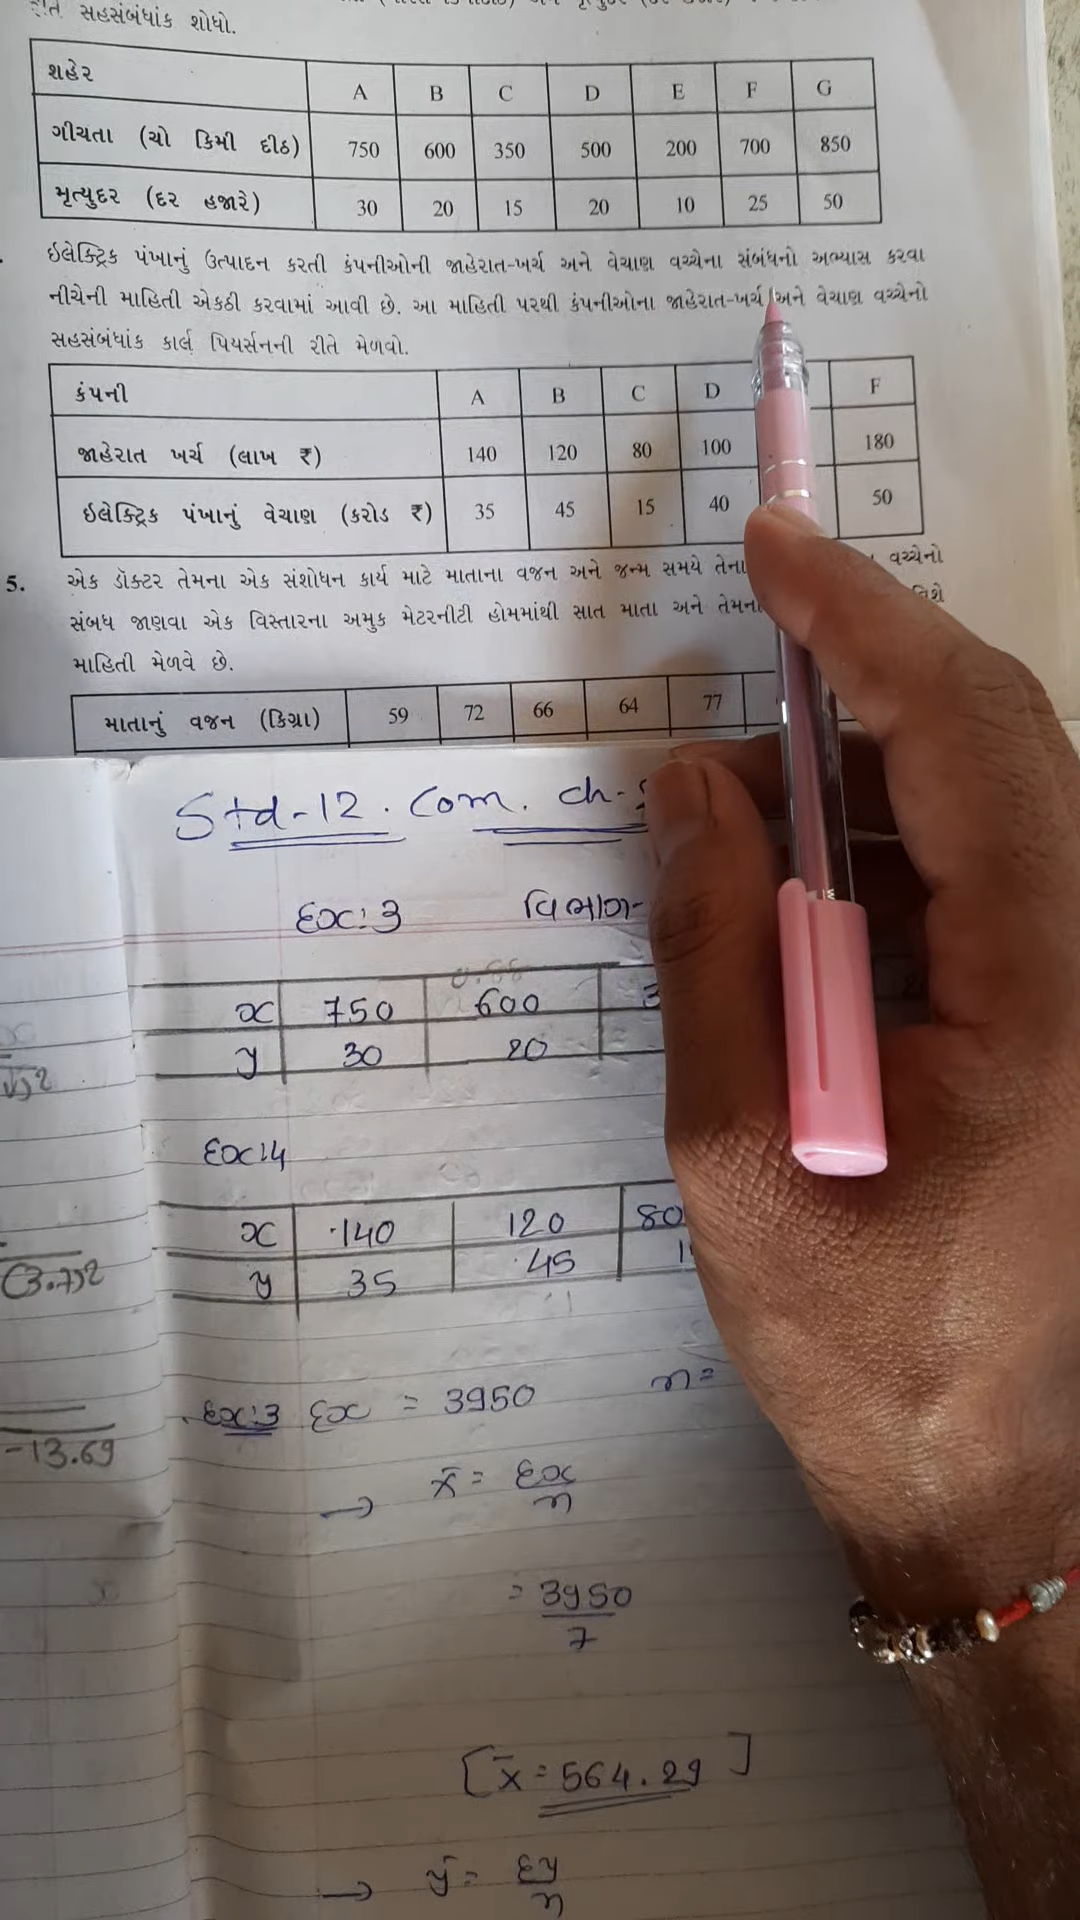 સહસંબંધાંક શોધો.
શહેર A B C D E F G
ગીચતા (ચો કિમી દીઠ) 750 600 350 500 200 700 850
મૃત્યુદર (દર હજારે) 30 20 15 20 10 25 50
ઇલેક્ટ્રિક પંખાનું ઉત્પાદન કરતી કંપનીઓની જાહેરાત-ખર્ચ અને વેચાણ વચ્ચેના સંબંધનો અભ્યાસ કરવા
નીચેની માહિતી એકઠી કરવામાં આવી છે. આ માહિતી પરથી કંપનીઓના જાહેરાત-ખર્ચ અને વેચાણ વચ્ચેનો
સહસંબંધાંક કાર્લ પિયર્સનની રીતે મેળવો.
કંપની A B C D F
જાહેરાત ખર્ચ (લાખ ₹) 140 120 80 100 180
ઇલેક્ટ્રિક પંખાનું વેચાણ (કરોડ ₹) 35 45 15 40 50
5. એક ડૉક્ટર તેમના એક સંશોધન કાર્ય માટે માતાના વજન અને જન્મ સમયે તેના વચ્ચેનો
સંબધ જાણવા એક વિસ્તારના અમુક મેટરનીટી હોમમાંથી સાત માતા અને તેમના
માહિતી મેળવે છે.
માતાનું વજન (કિગ્રા) 59 72 66 64 77
Std-12. Com. ch-
Ex:3 વિભાગ-
x 750 600
y 30 20
Ex:4
x 140 120 80
y 35 45
Ex:3 Σx = 3950 n=
→ x̄ = Σx/n
= 3950/7
[x̄ = 564.29]
→ ȳ = Σy/n
(3.7)2
-13.69